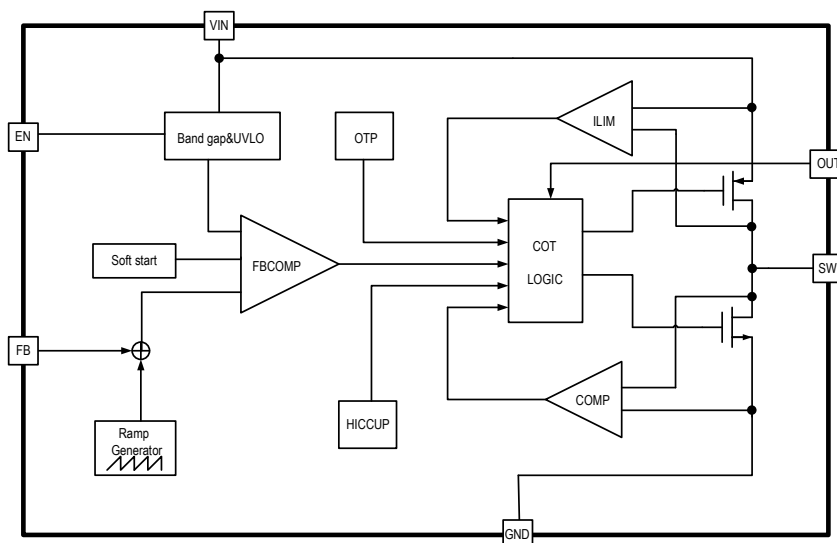 VIN
EN
Band gap&UVLO
OTP
ILIM
OUT
COT
LOGIC
Soft start
FBCOMP
SW
FB
Ramp
Generator
HICCUP
COMP
GND